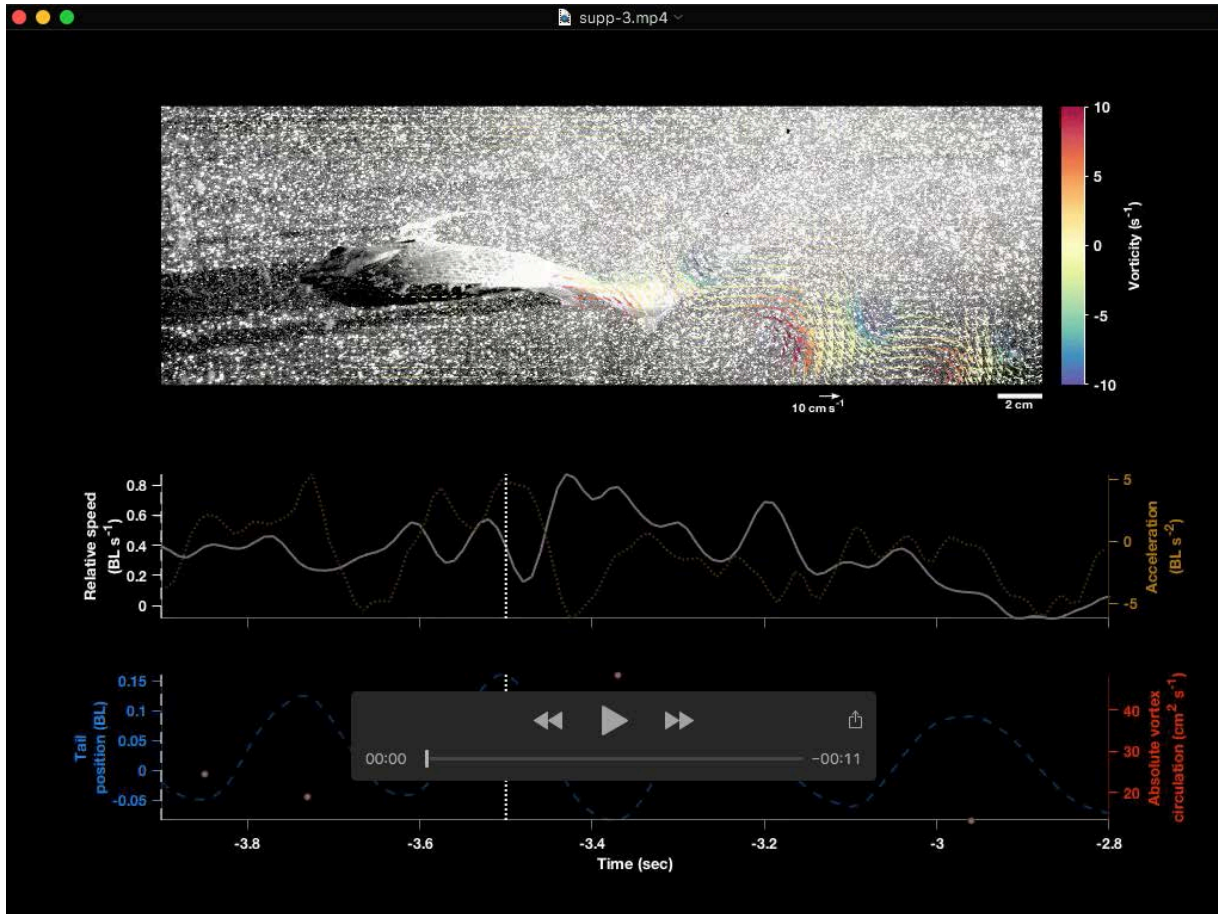 supp-3.mp4
10
5
0
-5
-10
Vorticity (s⁻¹)
10 cm s⁻¹
2 cm
Relative speed
(BL s⁻¹)
0.8
0.6
0.4
0.2
0
5
0
-5
Acceleration
(BL s⁻²)
Tail
position (BL)
0.15
0.1
0.05
0
-0.05
40
30
20
Absolute vortex
circulation (cm² s⁻¹)
00:00
-00:11
-3.8
-3.6
-3.4
-3.2
-3
-2.8
Time (sec)